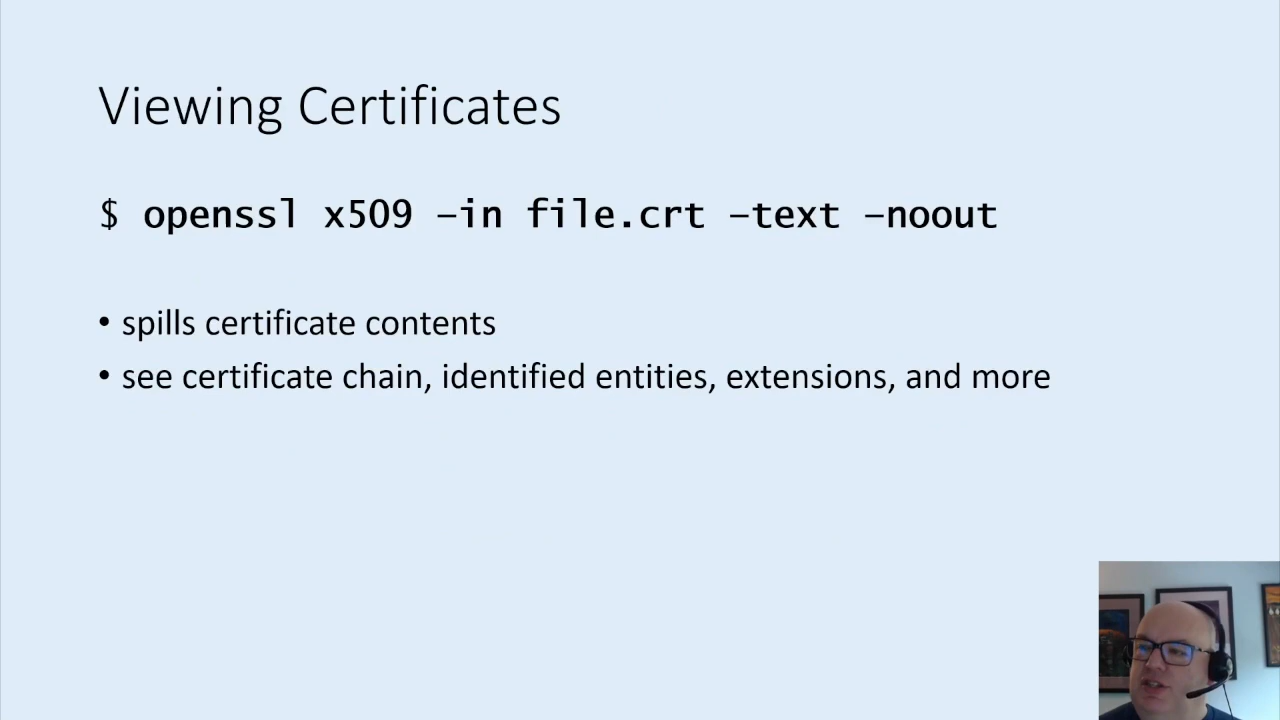 Viewing Certificates
$ openssl x509 –in file.crt –text –noout
• spills certificate contents
• see certificate chain, identified entities, extensions, and more